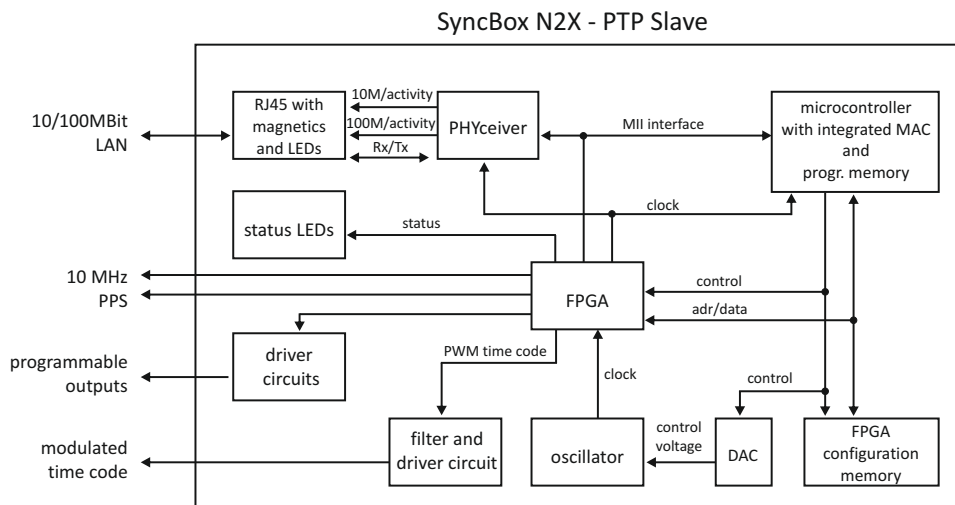 SyncBox N2X - PTP Slave
10/100MBit
LAN
RJ45 with
magnetics
and LEDs
10M/activity
100M/activity
Rx/Tx
PHYceiver
MII interface
microcontroller
with integrated MAC
and
progr. memory
clock
status LEDs
status
10 MHz
PPS
FPGA
control
adr/data
driver
circuits
programmable
outputs
PWM time code
clock
control
modulated
time code
filter and
driver circuit
oscillator
control
voltage
DAC
FPGA
configuration
memory